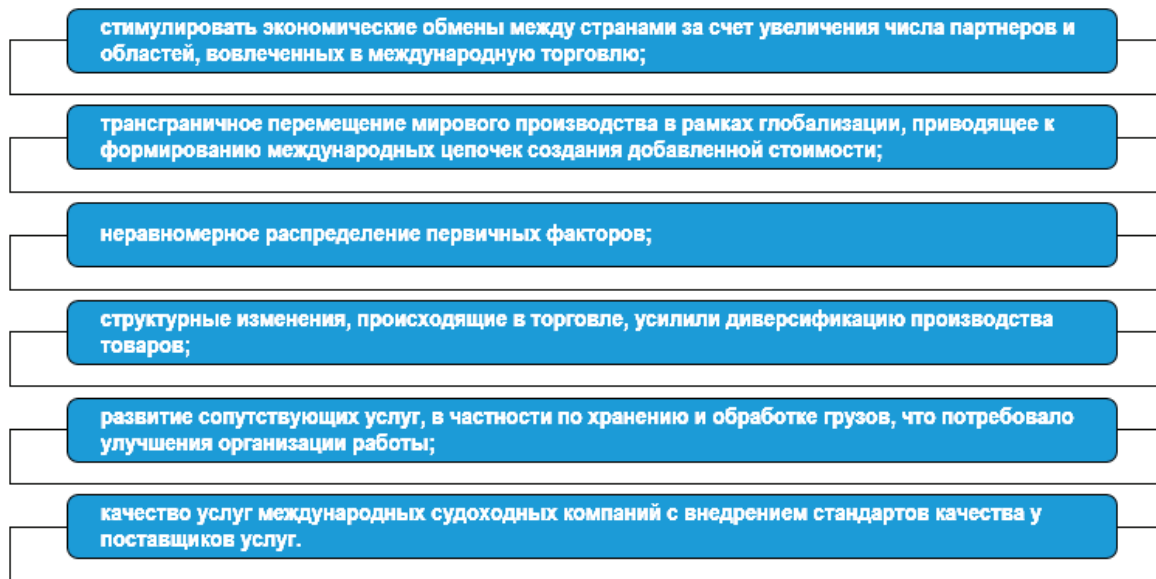 стимулировать экономические обмены между странами за счет увеличения числа партнеров и
областей, вовлеченных в международную торговлю;
трансграничное перемещение мирового производства в рамках глобализации, приводящее к
формированию международных цепочек создания добавленной стоимости;
неравномерное распределение первичных факторов;
структурные изменения, происходящие в торговле, усилили диверсификацию производства
товаров;
развитие сопутствующих услуг, в частности по хранению и обработке грузов, что потребовало
улучшения организации работы;
качество услуг международных судоходных компаний с внедрением стандартов качества у
поставщиков услуг.